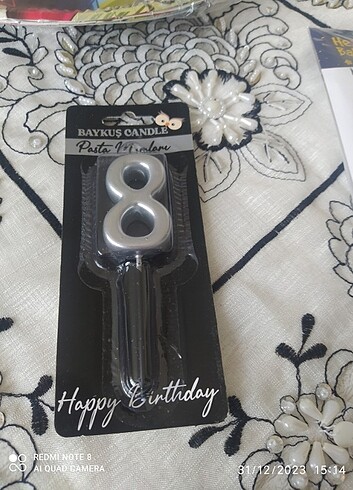 BAYKUŞ CANDLE
Pasta Mumları
8
Happy Birthday
REDMI NOTE 8
AI QUAD CAMERA
31/12/2023 15:14